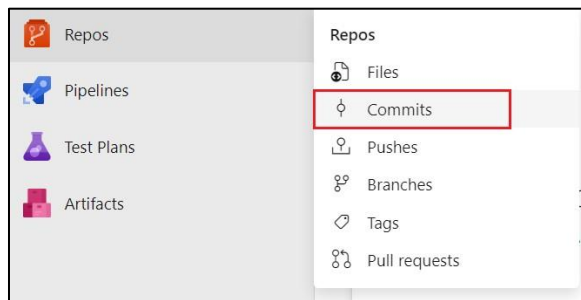 Repos
Pipelines
Test Plans
Artifacts
Repos
Files
Commits
Pushes
Branches
Tags
Pull requests